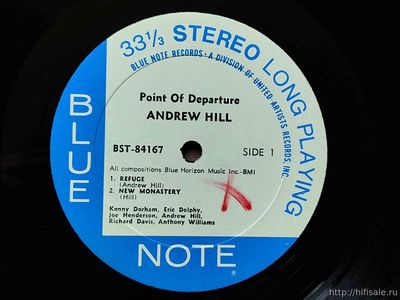 33 1/3 STEREO LONG PLAYING
BLUE NOTE RECORDS • A DIVISION OF UNITED ARTISTS RECORDS, INC.
Point Of Departure
ANDREW HILL
BST-84167
SIDE 1
All compositions Blue Horizon Music Inc.-BMI
1. REFUGE
(Andrew Hill)
2. NEW MONASTERY
(Hill)
Kenny Dorham, Eric Dolphy,
Joe Henderson, Andrew Hill,
Richard Davis, Anthony Williams
BLUE
NOTE
®
http://hifisale.ru